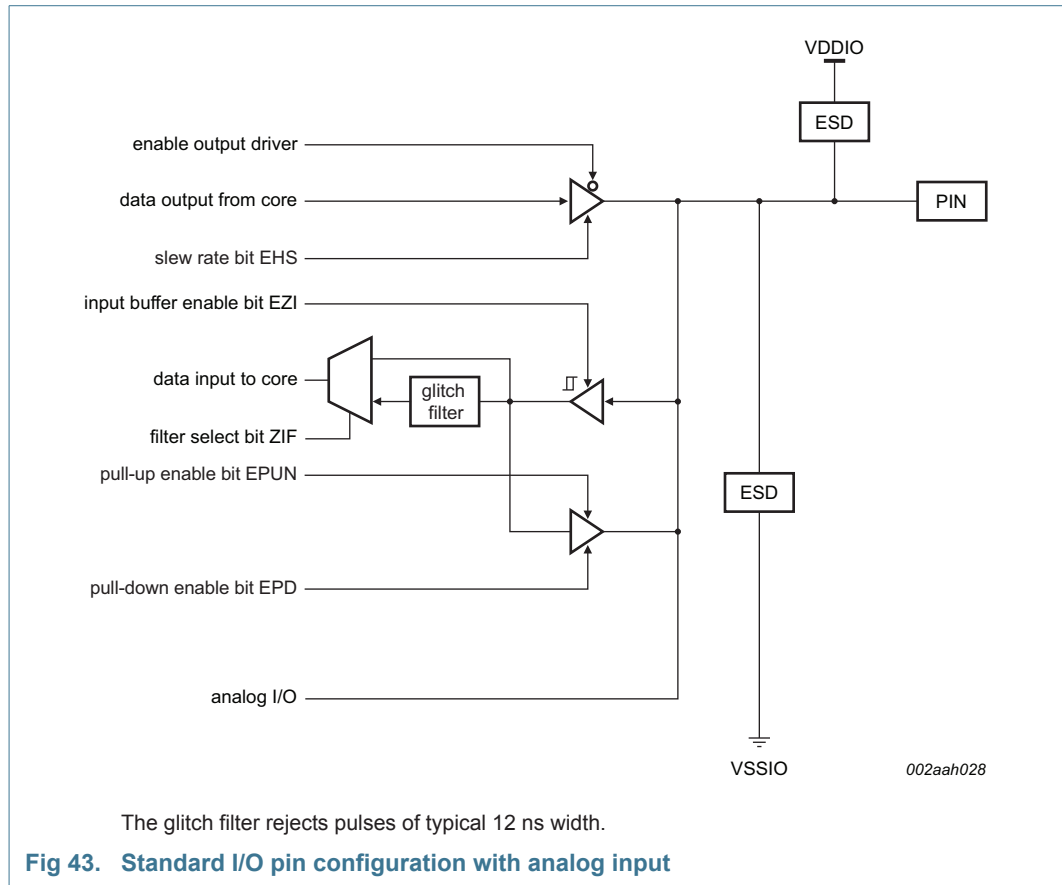 VDDIO
ESD
enable output driver
data output from core
PIN
slew rate bit EHS
input buffer enable bit EZI
data input to core
glitch
filter
filter select bit ZIF
pull-up enable bit EPUN
ESD
pull-down enable bit EPD
analog I/O
VSSIO
002aah028
The glitch filter rejects pulses of typical 12 ns width.
Fig 43. Standard I/O pin configuration with analog input